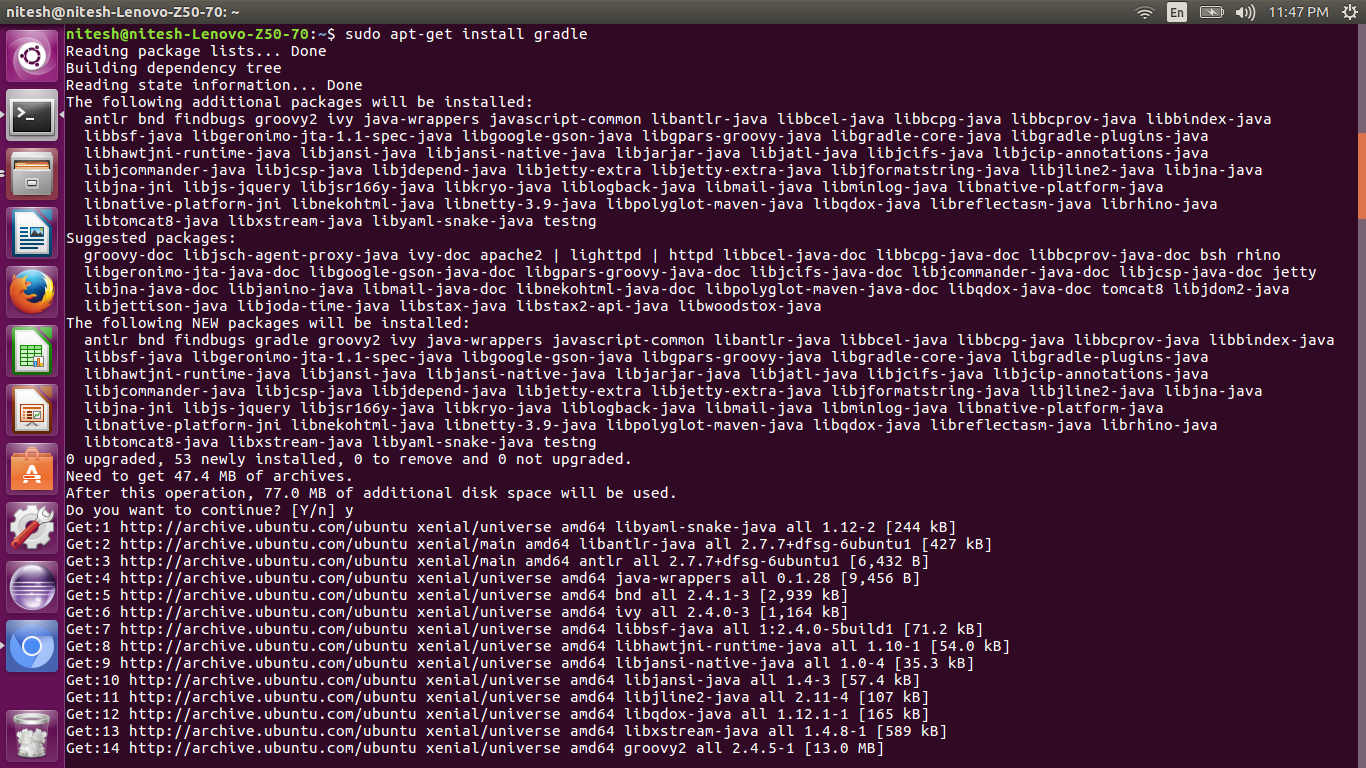 nitesh@nitesh-Lenovo-Z50-70: ~
En
11:47 PM
nitesh@nitesh-Lenovo-Z50-70:~$ sudo apt-get install gradle
Reading package lists... Done
Building dependency tree
Reading state information... Done
The following additional packages will be installed:
  antlr bnd findbugs groovy2 ivy java-wrappers javascript-common libantlr-java libbcel-java libbcpg-java libbcprov-java libbindex-java
  libbsf-java libgeronimo-jta-1.1-spec-java libgoogle-gson-java libgpars-groovy-java libgradle-core-java libgradle-plugins-java
  libhawtjni-runtime-java libjansi-java libjansi-native-java libjarjar-java libjatl-java libjcifs-java libjcip-annotations-java
  libjcommander-java libjcsp-java libjdepend-java libjetty-extra libjetty-extra-java libjformatstring-java libjline2-java libjna-java
  libjna-jni libjs-jquery libjsr166y-java libkryo-java liblogback-java libmail-java libminlog-java libnative-platform-java
  libnative-platform-jni libnekohtml-java libnetty-3.9-java libpolyglot-maven-java libqdox-java libreflectasm-java librhino-java
  libtomcat8-java libxstream-java libyaml-snake-java testng
Suggested packages:
  groovy-doc libjsch-agent-proxy-java ivy-doc apache2 | lighttpd | httpd libbcel-java-doc libbcpg-java-doc libbcprov-java-doc bsh rhino
  libgeronimo-jta-java-doc libgoogle-gson-java-doc libgpars-groovy-java-doc libjcifs-java-doc libjcommander-java-doc libjcsp-java-doc jetty
  libjna-java-doc libjanino-java libmail-java-doc libnekohtml-java-doc libpolyglot-maven-java-doc libqdox-java-doc tomcat8 libjdom2-java
  libjettison-java libjoda-time-java libstax-java libstax2-api-java libwoodstox-java
The following NEW packages will be installed:
  antlr bnd findbugs gradle groovy2 ivy java-wrappers javascript-common libantlr-java libbcel-java libbcpg-java libbcprov-java libbindex-java
  libbsf-java libgeronimo-jta-1.1-spec-java libgoogle-gson-java libgpars-groovy-java libgradle-core-java libgradle-plugins-java
  libhawtjni-runtime-java libjansi-java libjansi-native-java libjarjar-java libjatl-java libjcifs-java libjcip-annotations-java
  libjcommander-java libjcsp-java libjdepend-java libjetty-extra libjetty-extra-java libjformatstring-java libjline2-java libjna-java
  libjna-jni libjs-jquery libjsr166y-java libkryo-java liblogback-java libmail-java libminlog-java libnative-platform-java
  libnative-platform-jni libnekohtml-java libnetty-3.9-java libpolyglot-maven-java libqdox-java libreflectasm-java librhino-java
  libtomcat8-java libxstream-java libyaml-snake-java testng
0 upgraded, 53 newly installed, 0 to remove and 0 not upgraded.
Need to get 47.4 MB of archives.
After this operation, 77.0 MB of additional disk space will be used.
Do you want to continue? [Y/n] y
Get:1 http://archive.ubuntu.com/ubuntu xenial/universe amd64 libyaml-snake-java all 1.12-2 [244 kB]
Get:2 http://archive.ubuntu.com/ubuntu xenial/main amd64 libantlr-java all 2.7.7+dfsg-6ubuntu1 [427 kB]
Get:3 http://archive.ubuntu.com/ubuntu xenial/main amd64 antlr all 2.7.7+dfsg-6ubuntu1 [6,432 B]
Get:4 http://archive.ubuntu.com/ubuntu xenial/universe amd64 java-wrappers all 0.1.28 [9,456 B]
Get:5 http://archive.ubuntu.com/ubuntu xenial/universe amd64 bnd all 2.4.1-3 [2,939 kB]
Get:6 http://archive.ubuntu.com/ubuntu xenial/universe amd64 ivy all 2.4.0-3 [1,164 kB]
Get:7 http://archive.ubuntu.com/ubuntu xenial/universe amd64 libbsf-java all 1:2.4.0-5build1 [71.2 kB]
Get:8 http://archive.ubuntu.com/ubuntu xenial/universe amd64 libhawtjni-runtime-java all 1.10-1 [54.0 kB]
Get:9 http://archive.ubuntu.com/ubuntu xenial/universe amd64 libjansi-native-java all 1.0-4 [35.3 kB]
Get:10 http://archive.ubuntu.com/ubuntu xenial/universe amd64 libjansi-java all 1.4-3 [57.4 kB]
Get:11 http://archive.ubuntu.com/ubuntu xenial/universe amd64 libjline2-java all 2.11-4 [107 kB]
Get:12 http://archive.ubuntu.com/ubuntu xenial/universe amd64 libqdox-java all 1.12.1-1 [165 kB]
Get:13 http://archive.ubuntu.com/ubuntu xenial/universe amd64 libxstream-java all 1.4.8-1 [589 kB]
Get:14 http://archive.ubuntu.com/ubuntu xenial/universe amd64 groovy2 all 2.4.5-1 [13.0 MB]